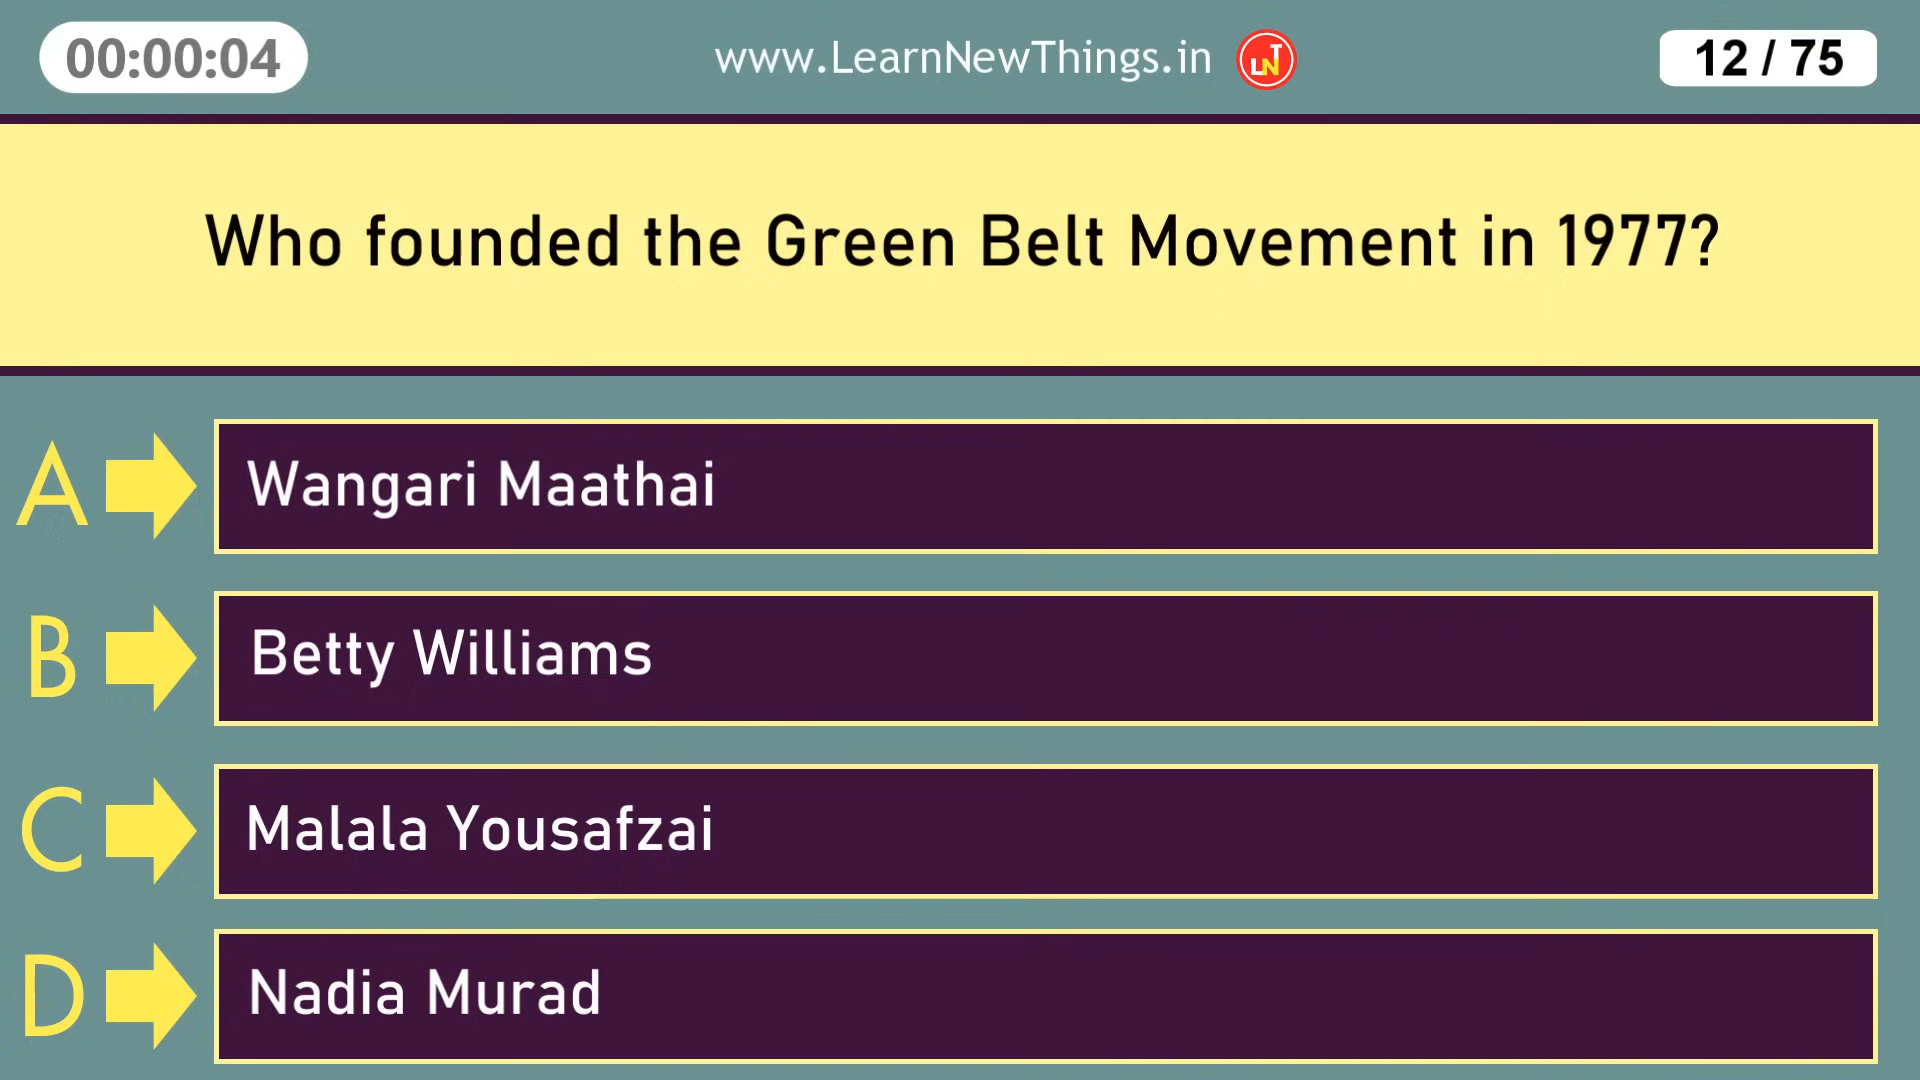 00:00:04
www.LearnNewThings.in
LNT
12 / 75
Who founded the Green Belt Movement in 1977?
A
Wangari Maathai
B
Betty Williams
C
Malala Yousafzai
D
Nadia Murad